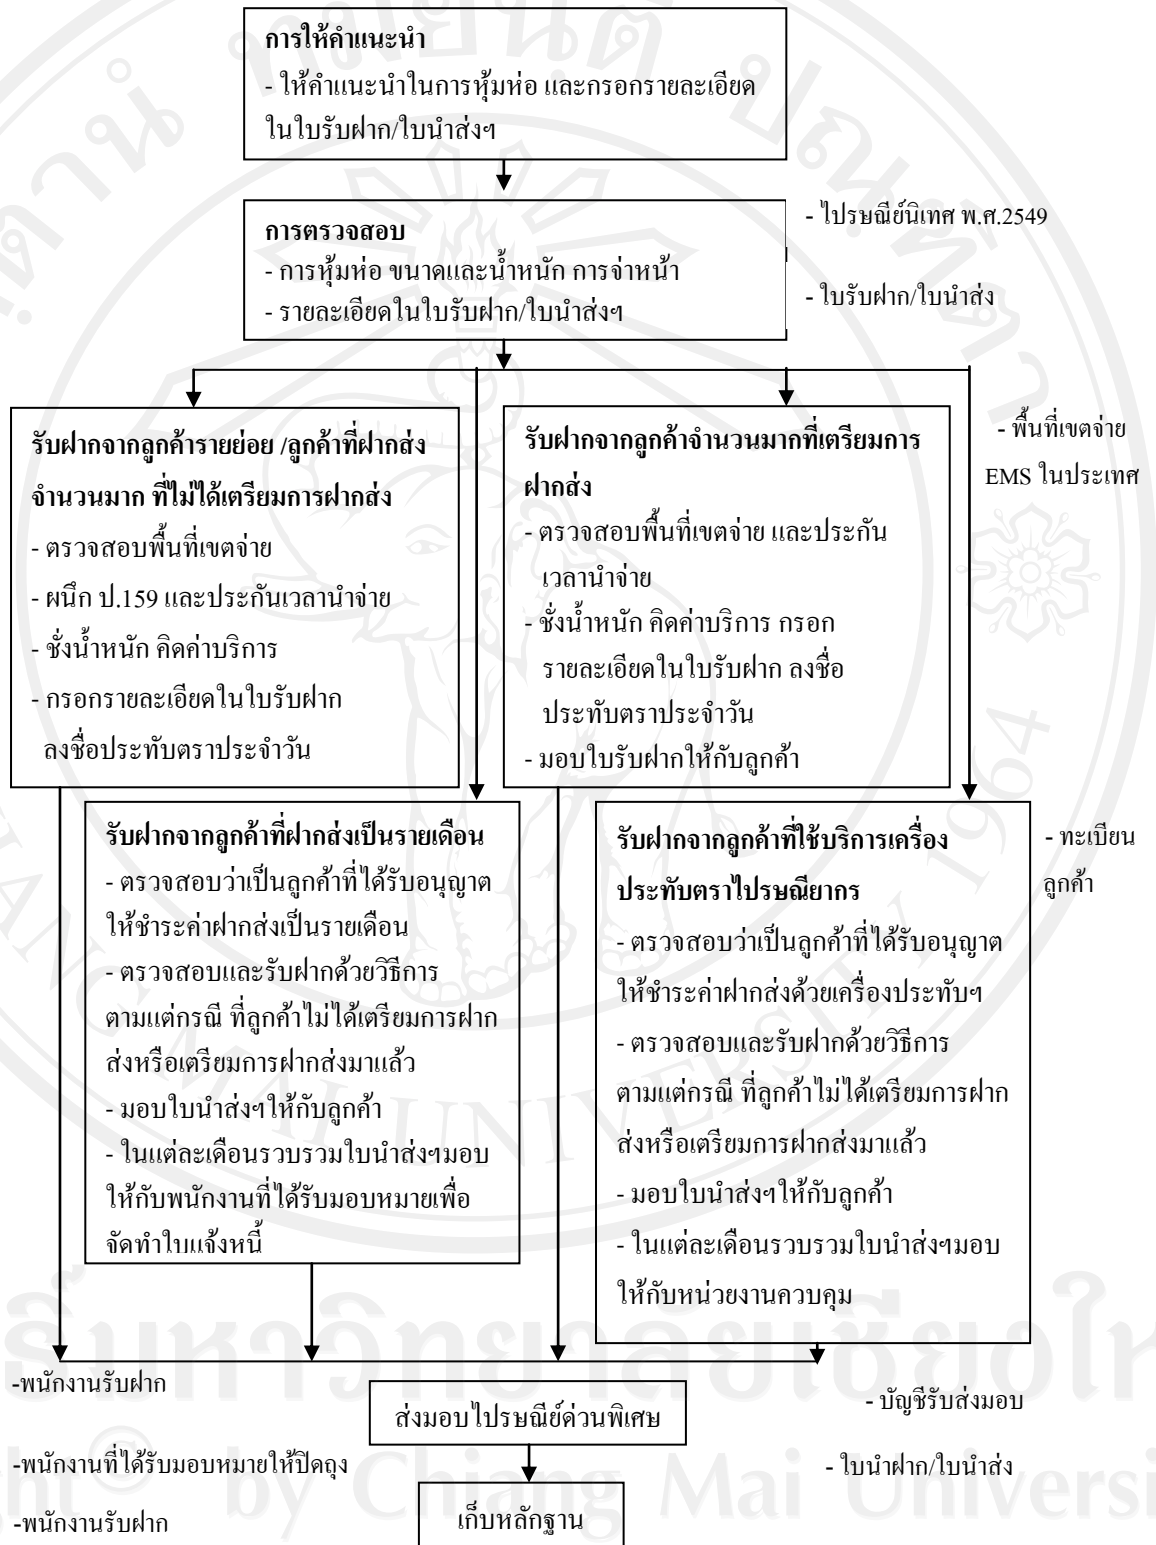 การให้คำแนะนำ
- ให้คำแนะนำในการหุ้มห่อ และกรอกรายละเอียด
ในใบรับฝาก/ใบนำส่งฯ
การตรวจสอบ
- การหุ้มห่อ ขนาดและน้ำหนัก การจ่าหน้า
- รายละเอียดในใบรับฝาก/ใบนำส่งฯ
- ไปรษณีย์นิเทศ พ.ศ.2549
- ใบรับฝาก/ใบนำส่ง
รับฝากจากลูกค้ารายย่อย /ลูกค้าที่ฝากส่ง
จำนวนมาก ที่ไม่ได้เตรียมการฝากส่ง
- ตรวจสอบพื้นที่เขตจ่าย
- ผนึก ป.159 และประกันเวลานำจ่าย
- ชั่งน้ำหนัก คิดค่าบริการ
- กรอกรายละเอียดในใบรับฝาก
ลงชื่อประทับตราประจำวัน
รับฝากจากลูกค้าจำนวนมากที่เตรียมการ
ฝากส่ง
- ตรวจสอบพื้นที่เขตจ่าย และประกัน
เวลานำจ่าย
- ชั่งน้ำหนัก คิดค่าบริการ กรอก
รายละเอียดในใบรับฝาก ลงชื่อ
ประทับตราประจำวัน
- มอบใบรับฝากให้กับลูกค้า
- พื้นที่เขตจ่าย
EMS ในประเทศ
รับฝากจากลูกค้าที่ฝากส่งเป็นรายเดือน
- ตรวจสอบว่าเป็นลูกค้าที่ได้รับอนุญาต
ให้ชำระค่าฝากส่งเป็นรายเดือน
- ตรวจสอบและรับฝากด้วยวิธีการ
ตามแต่กรณี ที่ลูกค้าไม่ได้เตรียมการฝาก
ส่งหรือเตรียมการฝากส่งมาแล้ว
- มอบใบนำส่งฯให้กับลูกค้า
- ในแต่ละเดือนรวบรวมใบนำส่งฯมอบ
ให้กับพนักงานที่ได้รับมอบหมายเพื่อ
จัดทำใบแจ้งหนี้
รับฝากจากลูกค้าที่ใช้บริการเครื่อง
ประทับตราไปรษณียากร
- ตรวจสอบว่าเป็นลูกค้าที่ได้รับอนุญาต
ให้ชำระค่าฝากส่งด้วยเครื่องประทับฯ
- ตรวจสอบและรับฝากด้วยวิธีการ
ตามแต่กรณี ที่ลูกค้าไม่ได้เตรียมการฝาก
ส่งหรือเตรียมการฝากส่งมาแล้ว
- มอบใบนำส่งฯให้กับลูกค้า
- ในแต่ละเดือนรวบรวมใบนำส่งฯมอบ
ให้กับหน่วยงานควบคุม
- ทะเบียน
ลูกค้า
-พนักงานรับฝาก
-พนักงานที่ได้รับมอบหมายให้ปิดถุง
-พนักงานรับฝาก
ส่งมอบไปรษณีย์ด่วนพิเศษ
เก็บหลักฐาน
- บัญชีรับส่งมอบ
- ใบนำฝาก/ใบนำส่ง